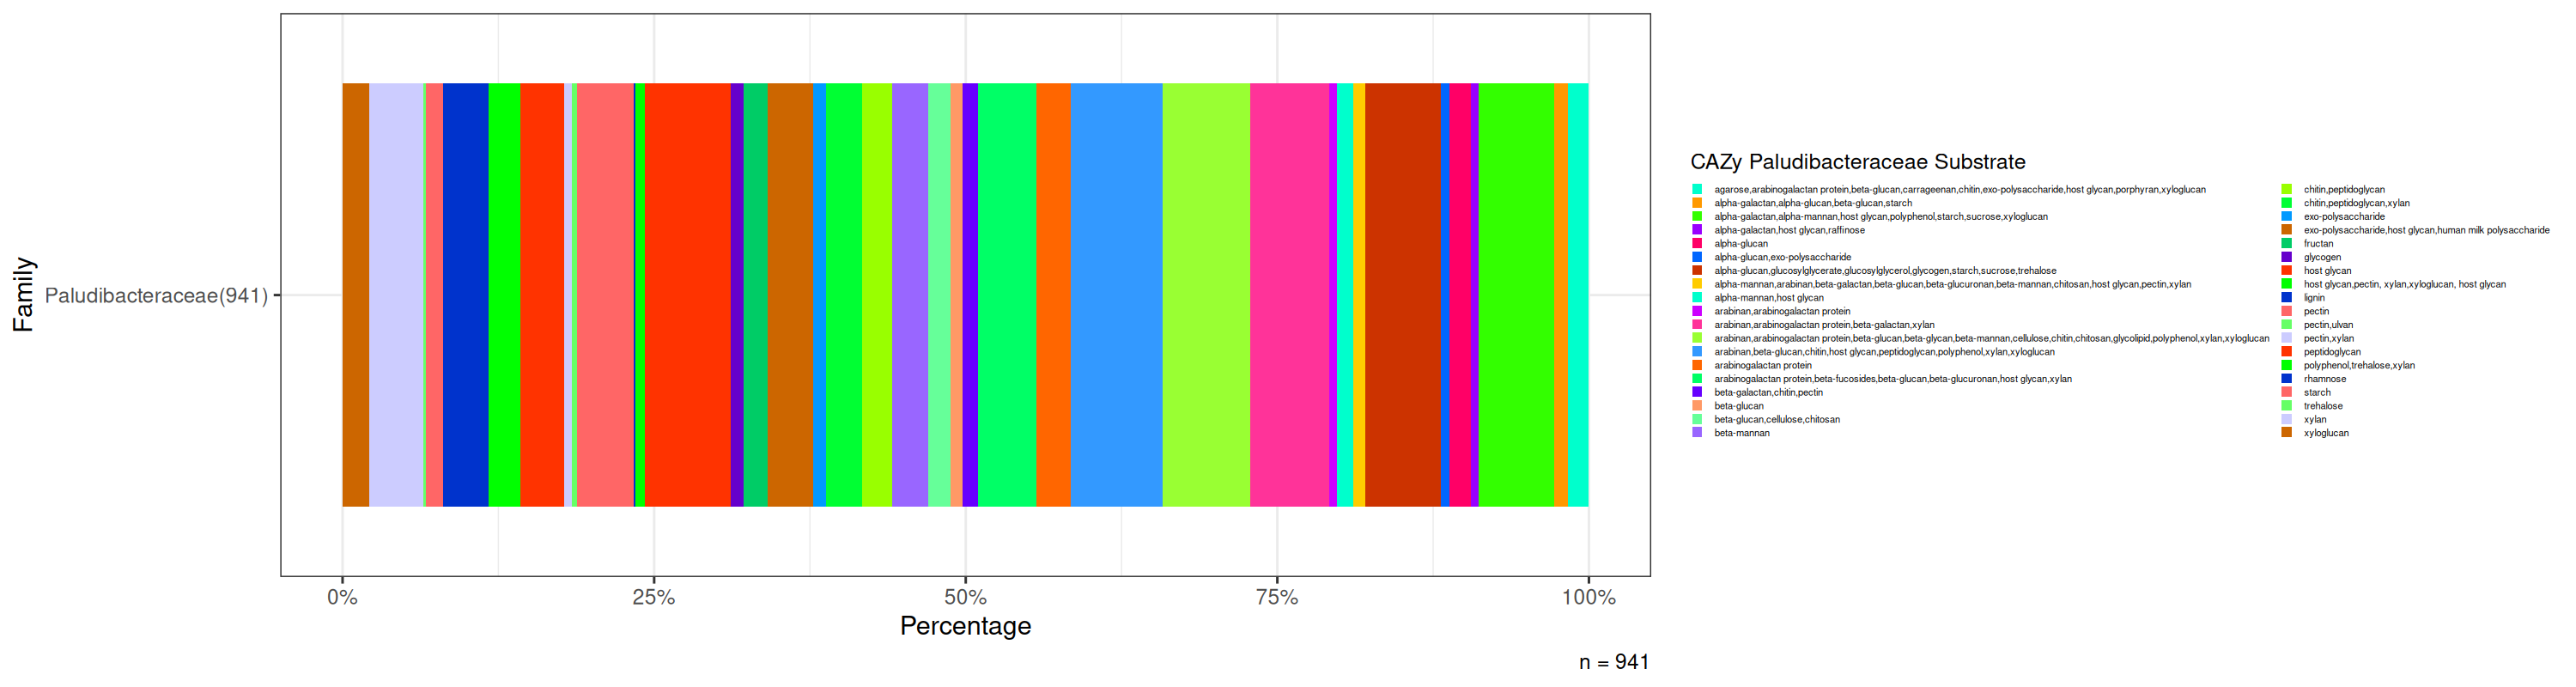 Family
Paludibacteraceae(941)
0%
25%
50%
75%
100%
Percentage
n = 941
CAZy Paludibacteraceae Substrate
agarose,arabinogalactan protein,beta-glucan,carrageenan,chitin,exo-polysaccharide,host glycan,porphyran,xyloglucan
alpha-galactan,alpha-glucan,beta-glucan,starch
alpha-galactan,alpha-mannan,host glycan,polyphenol,starch,sucrose,xyloglucan
alpha-galactan,host glycan,raffinose
alpha-glucan
alpha-glucan,exo-polysaccharide
alpha-glucan,glucosylglycerate,glucosylglycerol,glycogen,starch,sucrose,trehalose
alpha-mannan,arabinan,beta-galactan,beta-glucan,beta-glucuronan,beta-mannan,chitosan,host glycan,pectin,xylan
alpha-mannan,host glycan
arabinan,arabinogalactan protein
arabinan,arabinogalactan protein,beta-galactan,xylan
arabinan,arabinogalactan protein,beta-glucan,beta-glycan,beta-mannan,cellulose,chitin,chitosan,glycolipid,polyphenol,xylan,xyloglucan
arabinan,beta-glucan,chitin,host glycan,peptidoglycan,polyphenol,xylan,xyloglucan
arabinogalactan protein
arabinogalactan protein,beta-fucosides,beta-glucan,beta-glucuronan,host glycan,xylan
beta-galactan,chitin,pectin
beta-glucan
beta-glucan,cellulose,chitosan
beta-mannan
chitin,peptidoglycan
chitin,peptidoglycan,xylan
exo-polysaccharide
exo-polysaccharide,host glycan,human milk polysaccharide
fructan
glycogen
host glycan
host glycan,pectin, xylan,xyloglucan, host glycan
lignin
pectin
pectin,ulvan
pectin,xylan
peptidoglycan
polyphenol,trehalose,xylan
rhamnose
starch
trehalose
xylan
xyloglucan